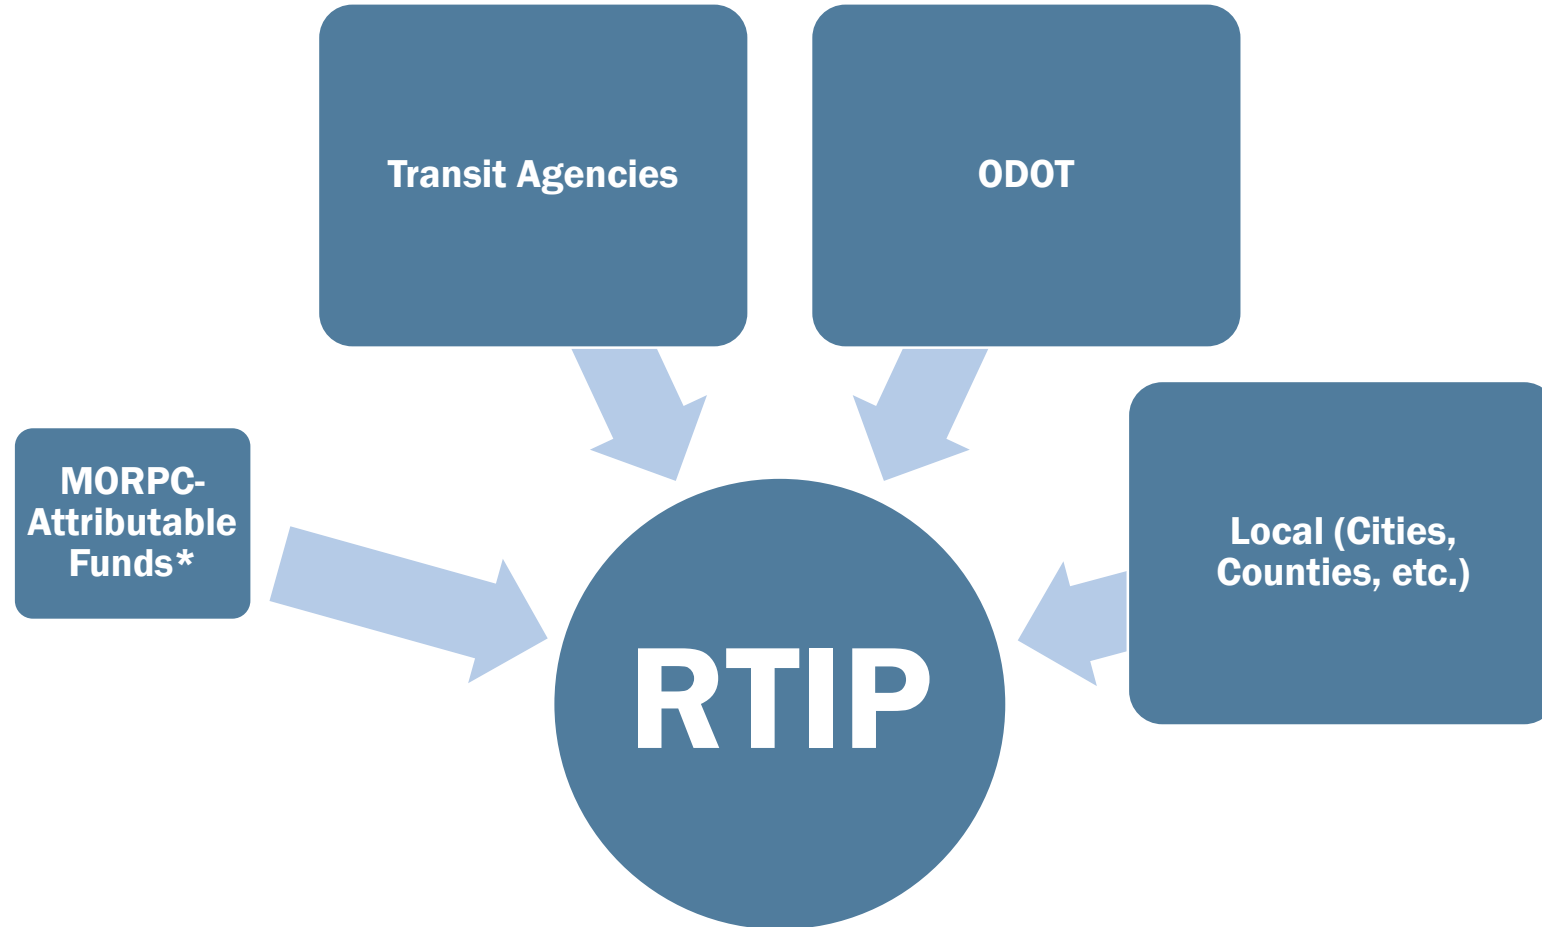 Transit Agencies
ODOT
MORPC-
Attributable
Funds*
Local (Cities,
Counties, etc.)
RTIP